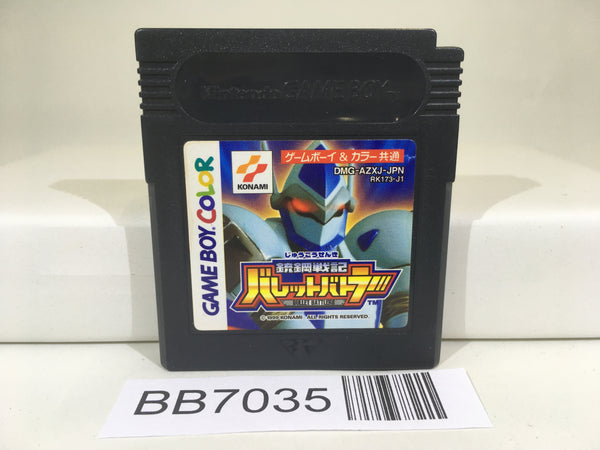 Nintendo GAME BOY™
GAME BOY COLOR
KONAMI
ゲームボーイ & カラー共通
DMG-AZXJ-JPN
RK173-J1
じゅうこうせんき
銃鋼戦記
バレットバトラー
BULLET BATTLERS
TM
© 1999 KONAMI ALL RIGHTS RESERVED.
BB7035